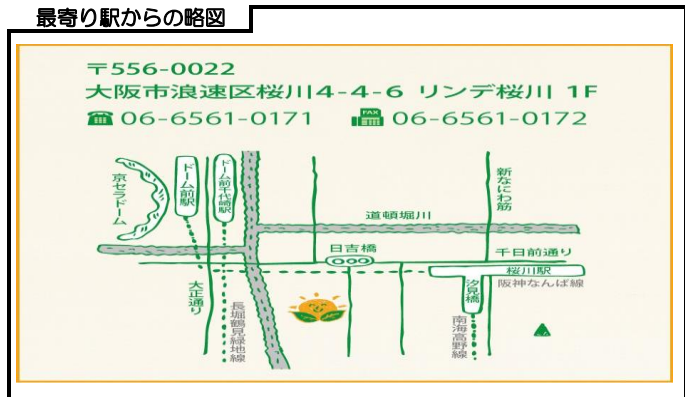 最寄り駅からの略図
〒556-0022
大阪市浪速区桜川4-4-6 リンデ桜川 1F
06-6561-0171 FAX 06-6561-0172
京セラドーム
ドーム前駅
ドーム前千代崎駅
新なにわ筋
道頓堀川
日吉橋
千日前通り
桜川駅
汐見橋
阪神なんば線
大正通り
長堀鶴見緑地線
南海高野線